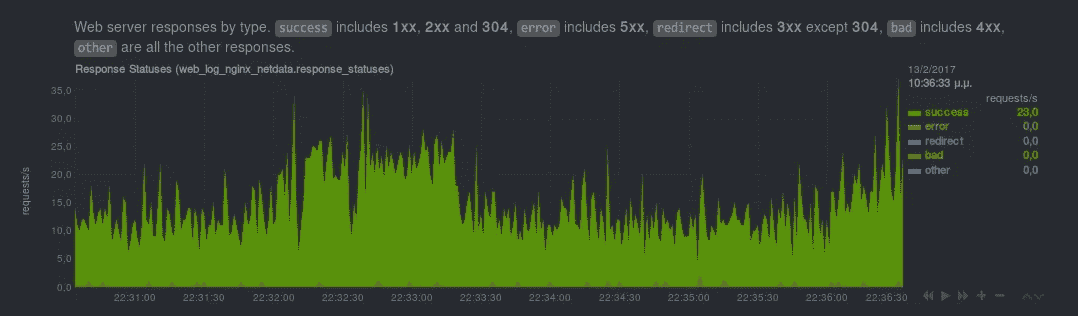 Web server responses by type. success includes 1xx, 2xx and 304, error includes 5xx, redirect includes 3xx except 304, bad includes 4xx,
other are all the other responses.
Response Statuses (web_log_nginx_netdata.response_statuses)
13/2/2017
10:36:33 μ.μ.
requests/s
success 23,0
error 0,0
redirect 0,0
bad 0,0
other 0,0
requests/s
35,0
30,0
25,0
20,0
15,0
10,0
5,0
0,0
22:31:00 22:31:30 22:32:00 22:32:30 22:33:00 22:33:30 22:34:00 22:34:30 22:35:00 22:35:30 22:36:00 22:36:30